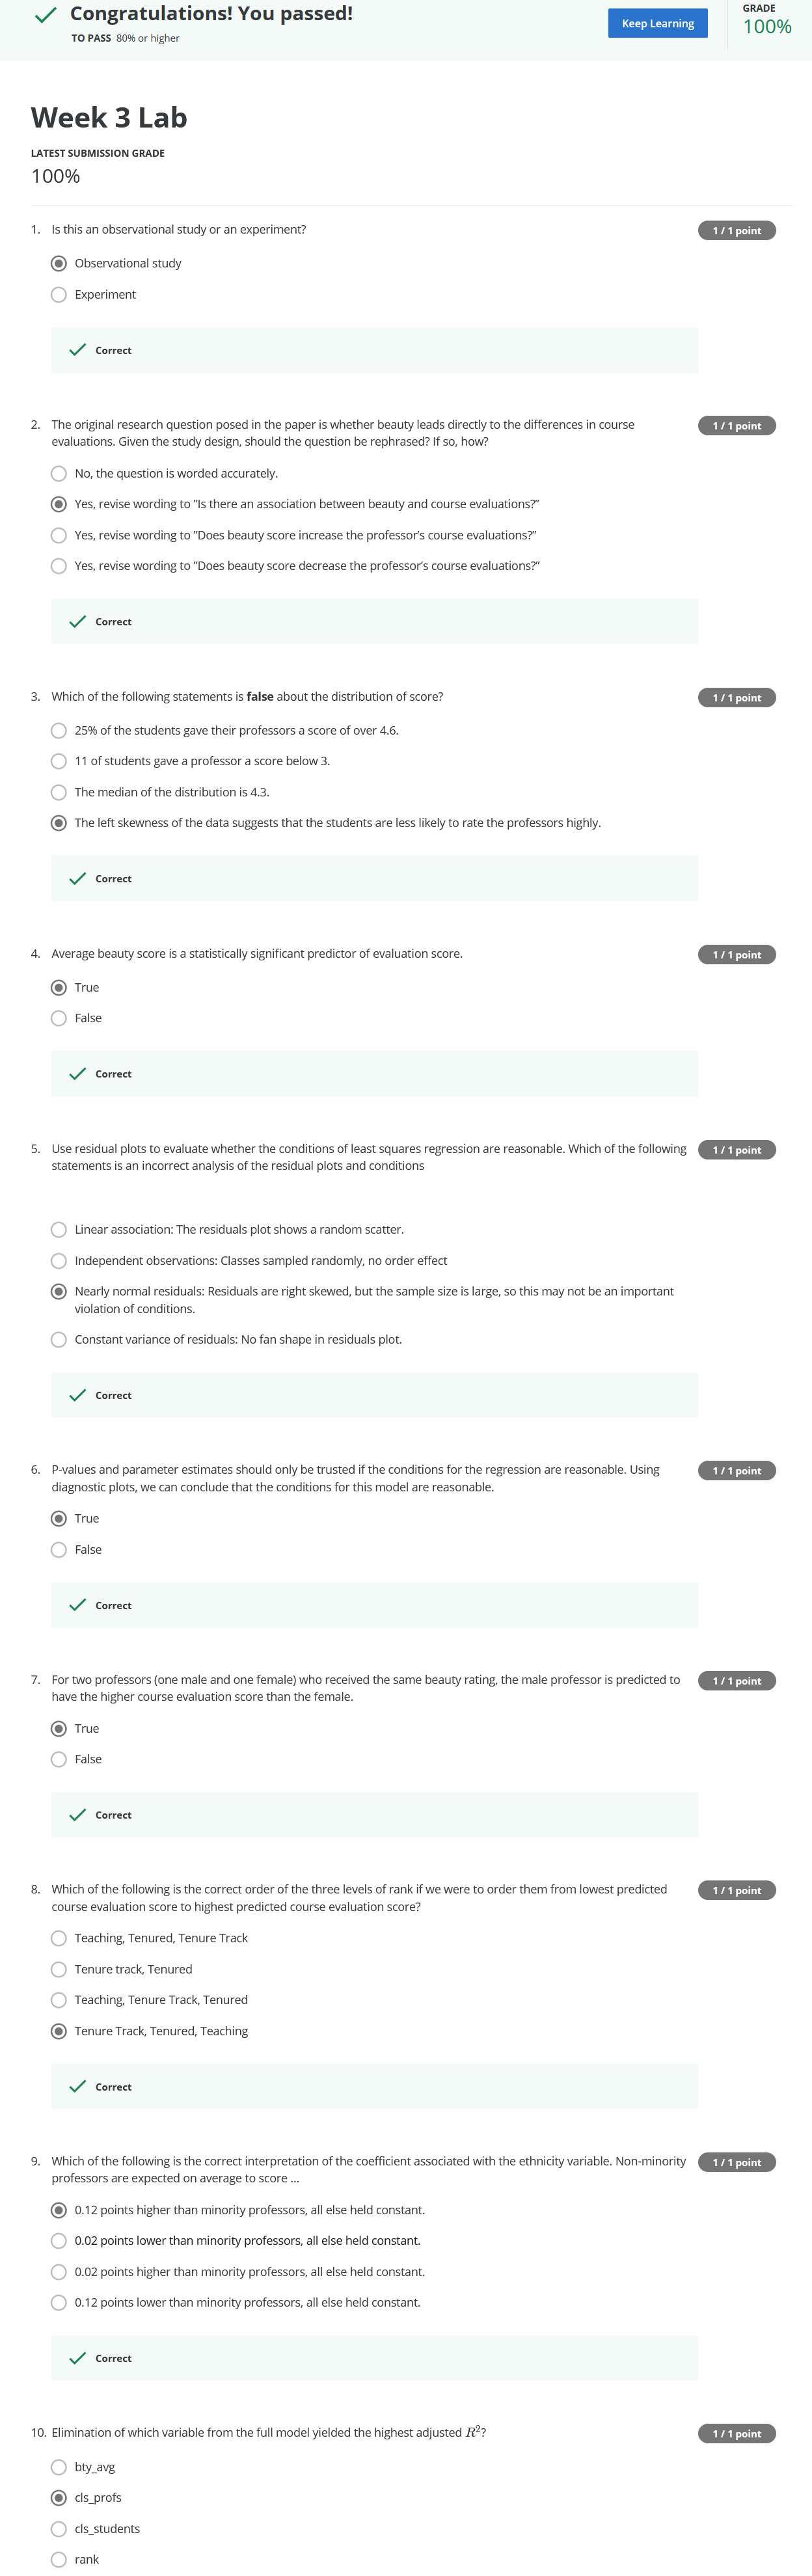 Congratulations! You passed!
TO PASS 80% or higher
Keep Learning
GRADE
100%
Week 3 Lab
LATEST SUBMISSION GRADE
100%
1. Is this an observational study or an experiment?
1 / 1 point
Observational study
Experiment
Correct
2. The original research question posed in the paper is whether beauty leads directly to the differences in course
evaluations. Given the study design, should the question be rephrased? If so, how?
1 / 1 point
No, the question is worded accurately.
Yes, revise wording to ”Is there an association between beauty and course evaluations?”
Yes, revise wording to ”Does beauty score increase the professor’s course evaluations?”
Yes, revise wording to ”Does beauty score decrease the professor’s course evaluations?”
Correct
3. Which of the following statements is false about the distribution of score?
1 / 1 point
25% of the students gave their professors a score of over 4.6.
11 of students gave a professor a score below 3.
The median of the distribution is 4.3.
The left skewness of the data suggests that the students are less likely to rate the professors highly.
Correct
4. Average beauty score is a statistically significant predictor of evaluation score.
1 / 1 point
True
False
Correct
5. Use residual plots to evaluate whether the conditions of least squares regression are reasonable. Which of the following
statements is an incorrect analysis of the residual plots and conditions
1 / 1 point
Linear association: The residuals plot shows a random scatter.
Independent observations: Classes sampled randomly, no order effect
Nearly normal residuals: Residuals are right skewed, but the sample size is large, so this may not be an important
violation of conditions.
Constant variance of residuals: No fan shape in residuals plot.
Correct
6. P-values and parameter estimates should only be trusted if the conditions for the regression are reasonable. Using
diagnostic plots, we can conclude that the conditions for this model are reasonable.
1 / 1 point
True
False
Correct
7. For two professors (one male and one female) who received the same beauty rating, the male professor is predicted to
have the higher course evaluation score than the female.
1 / 1 point
True
False
Correct
8. Which of the following is the correct order of the three levels of rank if we were to order them from lowest predicted
course evaluation score to highest predicted course evaluation score?
1 / 1 point
Teaching, Tenured, Tenure Track
Tenure track, Tenured
Teaching, Tenure Track, Tenured
Tenure Track, Tenured, Teaching
Correct
9. Which of the following is the correct interpretation of the coefficient associated with the ethnicity variable. Non-minority
professors are expected on average to score ...
1 / 1 point
0.12 points higher than minority professors, all else held constant.
0.02 points lower than minority professors, all else held constant.
0.02 points higher than minority professors, all else held constant.
0.12 points lower than minority professors, all else held constant.
Correct
10. Elimination of which variable from the full model yielded the highest adjusted R²?
1 / 1 point
bty_avg
cls_profs
cls_students
rank